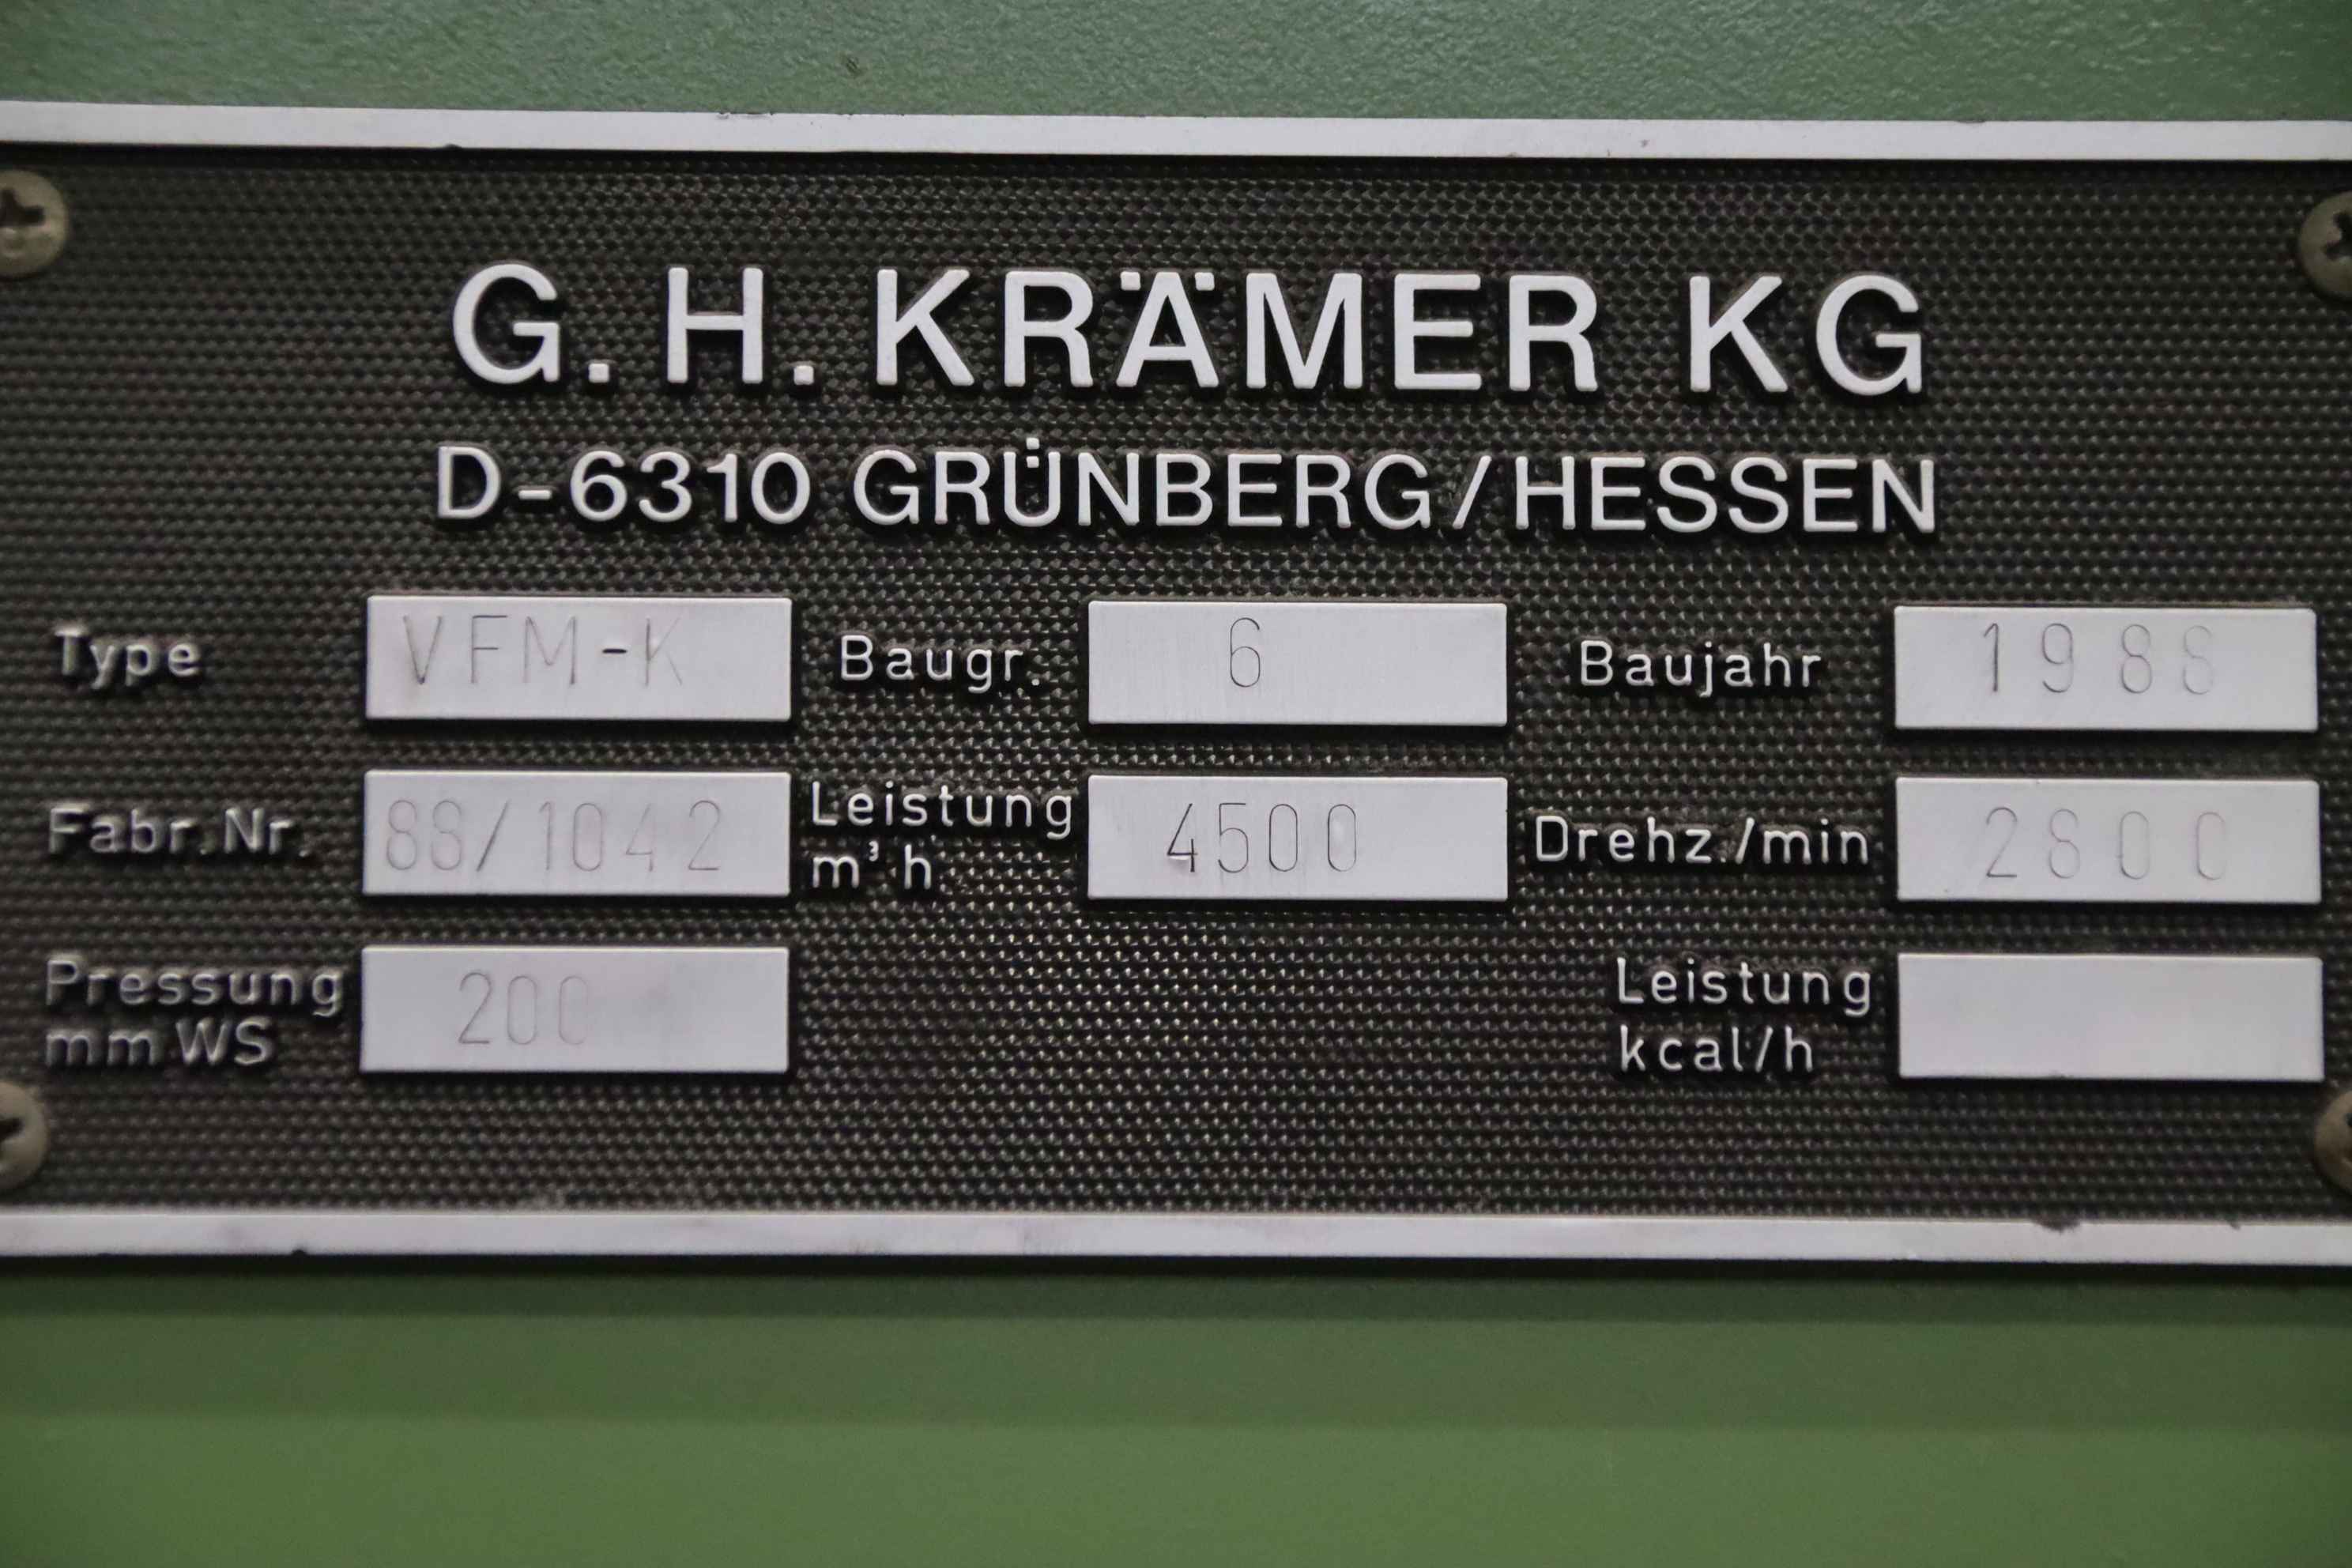 G. H. KRÄMER KG
D-6310 GRÜNBERG/HESSEN
Type VFM-K Baugr. 6 Baujahr 1988
Fabr. Nr. 88/1042 Leistung m³ h 4500 Drehz./min 2800
Pressung mm WS 200 Leistung kcal/h